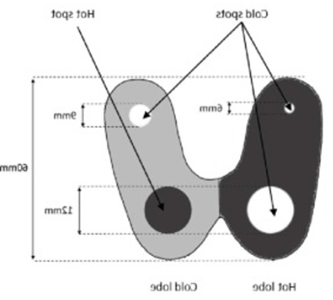 Hot spot
Cold spots
9mm
6mm
60mm
12mm
Cold lobe
Hot lobe